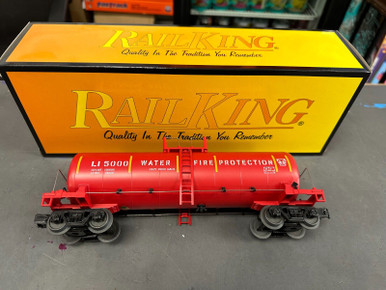 RAILKING
Quality In The Tradition You Remember
RAILKING
Quality In The Tradition You Remember
LI 5000 WATER FIRE PROTECTION